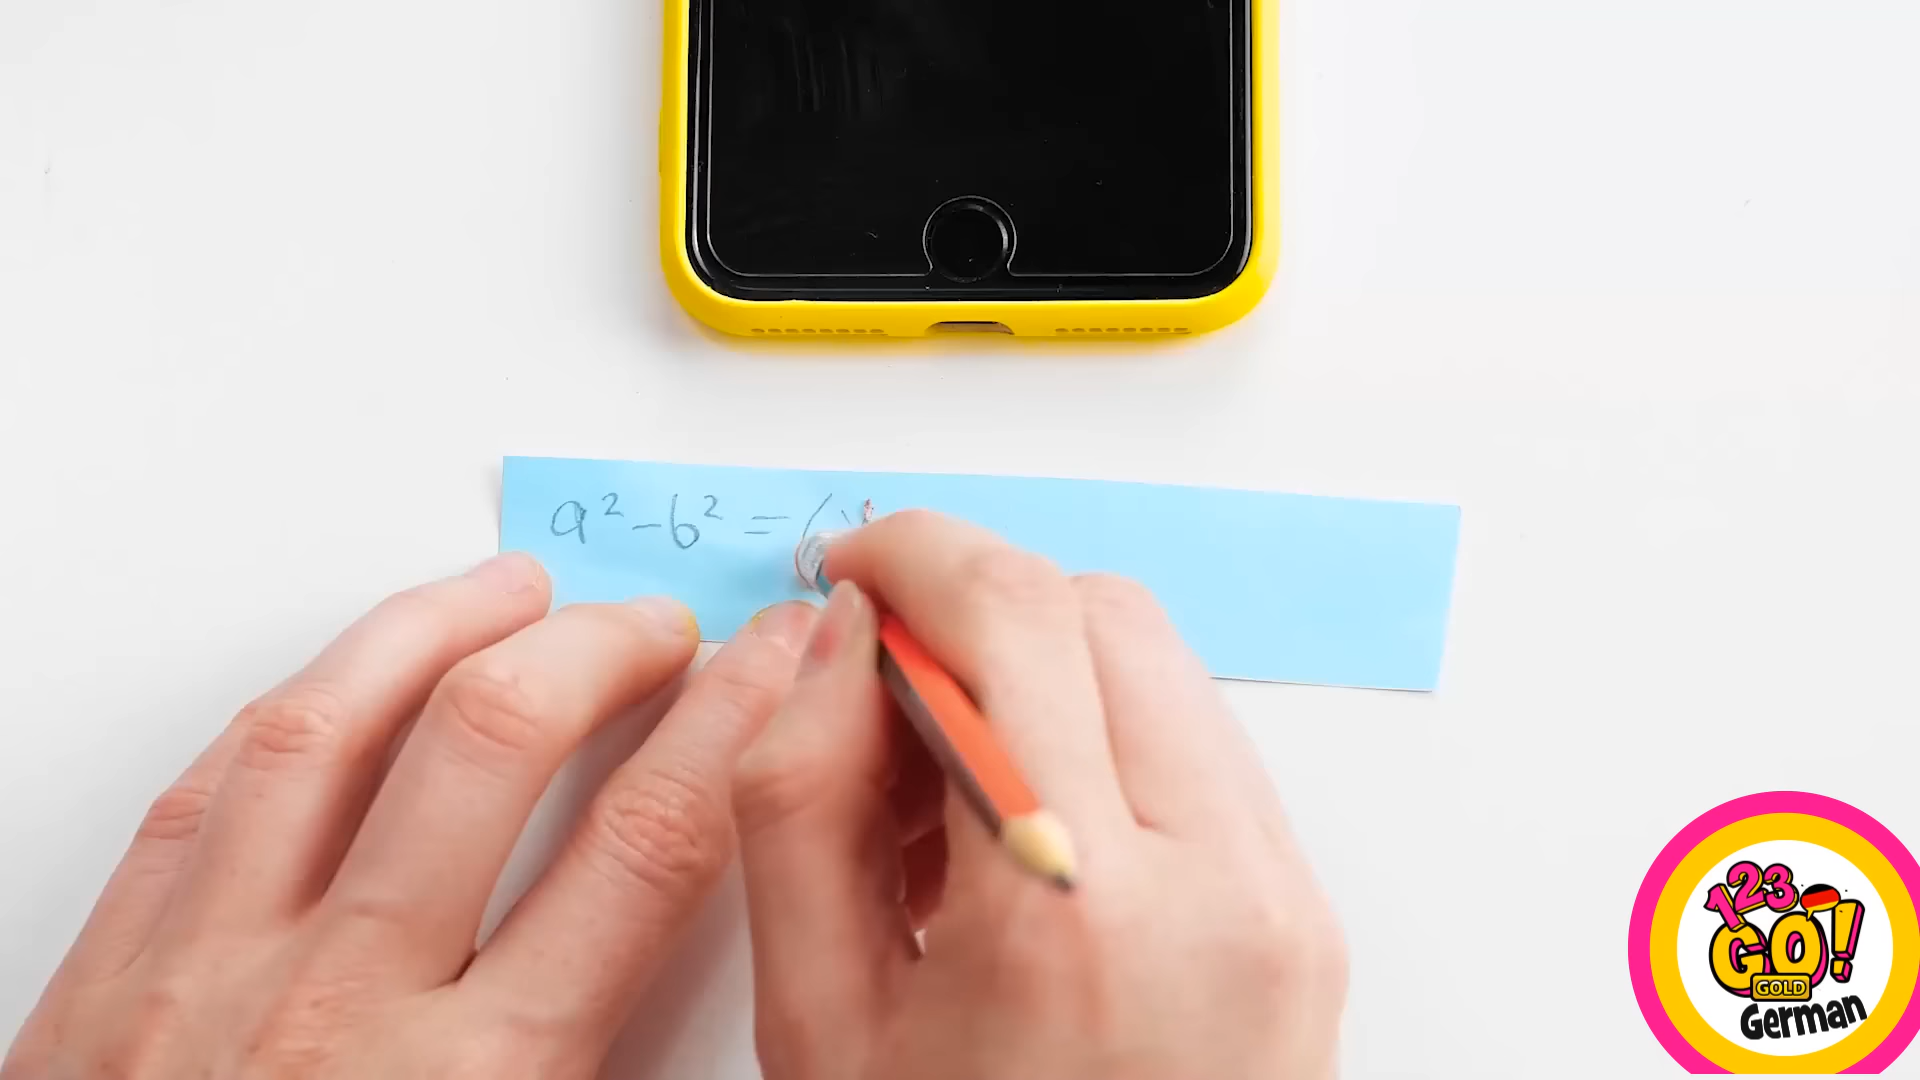 a² - b² = (
123
GO!
GOLD
German